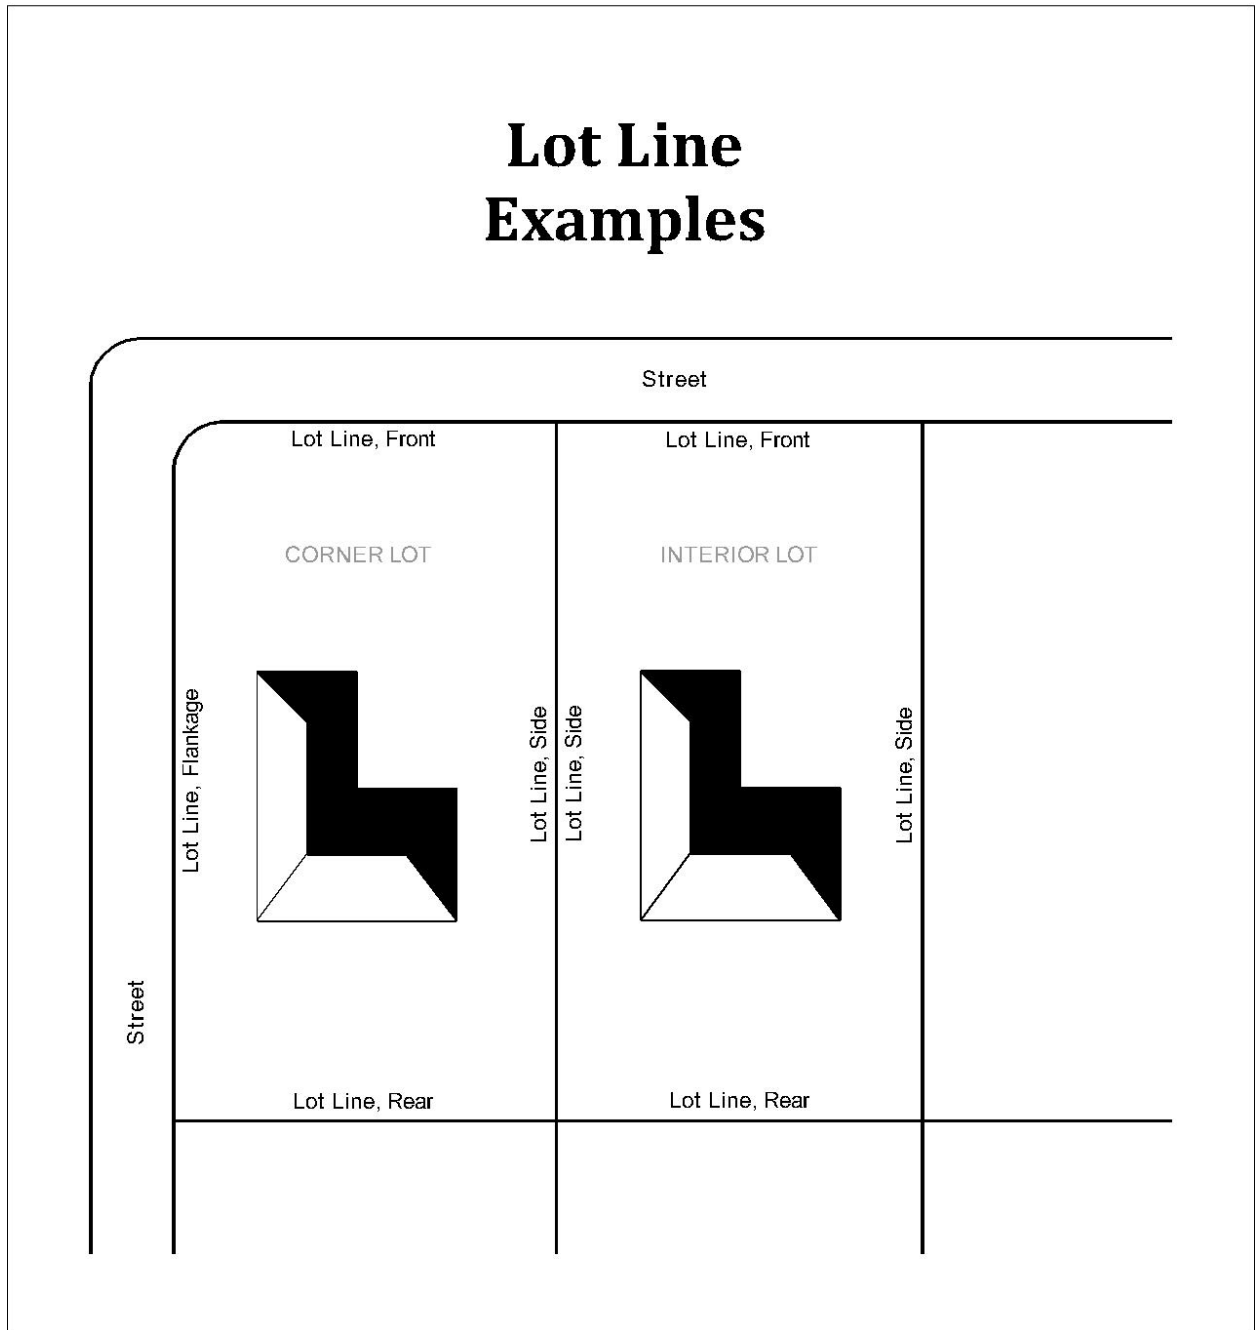 Lot Line
Examples
Street
Lot Line, Front
Lot Line, Front
CORNER LOT
INTERIOR LOT
Lot Line, Flankage
Lot Line, Side
Lot Line, Side
Lot Line, Side
Street
Lot Line, Rear
Lot Line, Rear